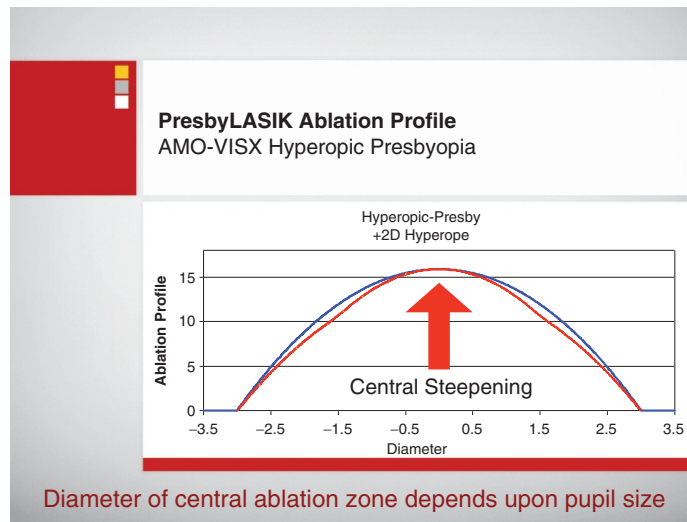 PresbyLASIK Ablation Profile
AMO-VISX Hyperopic Presbyopia
Hyperopic-Presby
+2D Hyperope
Ablation Profile
15
10
5
0
Central Steepening
−3.5 −2.5 −1.5 −0.5 0.5 1.5 2.5 3.5
Diameter
Diameter of central ablation zone depends upon pupil size